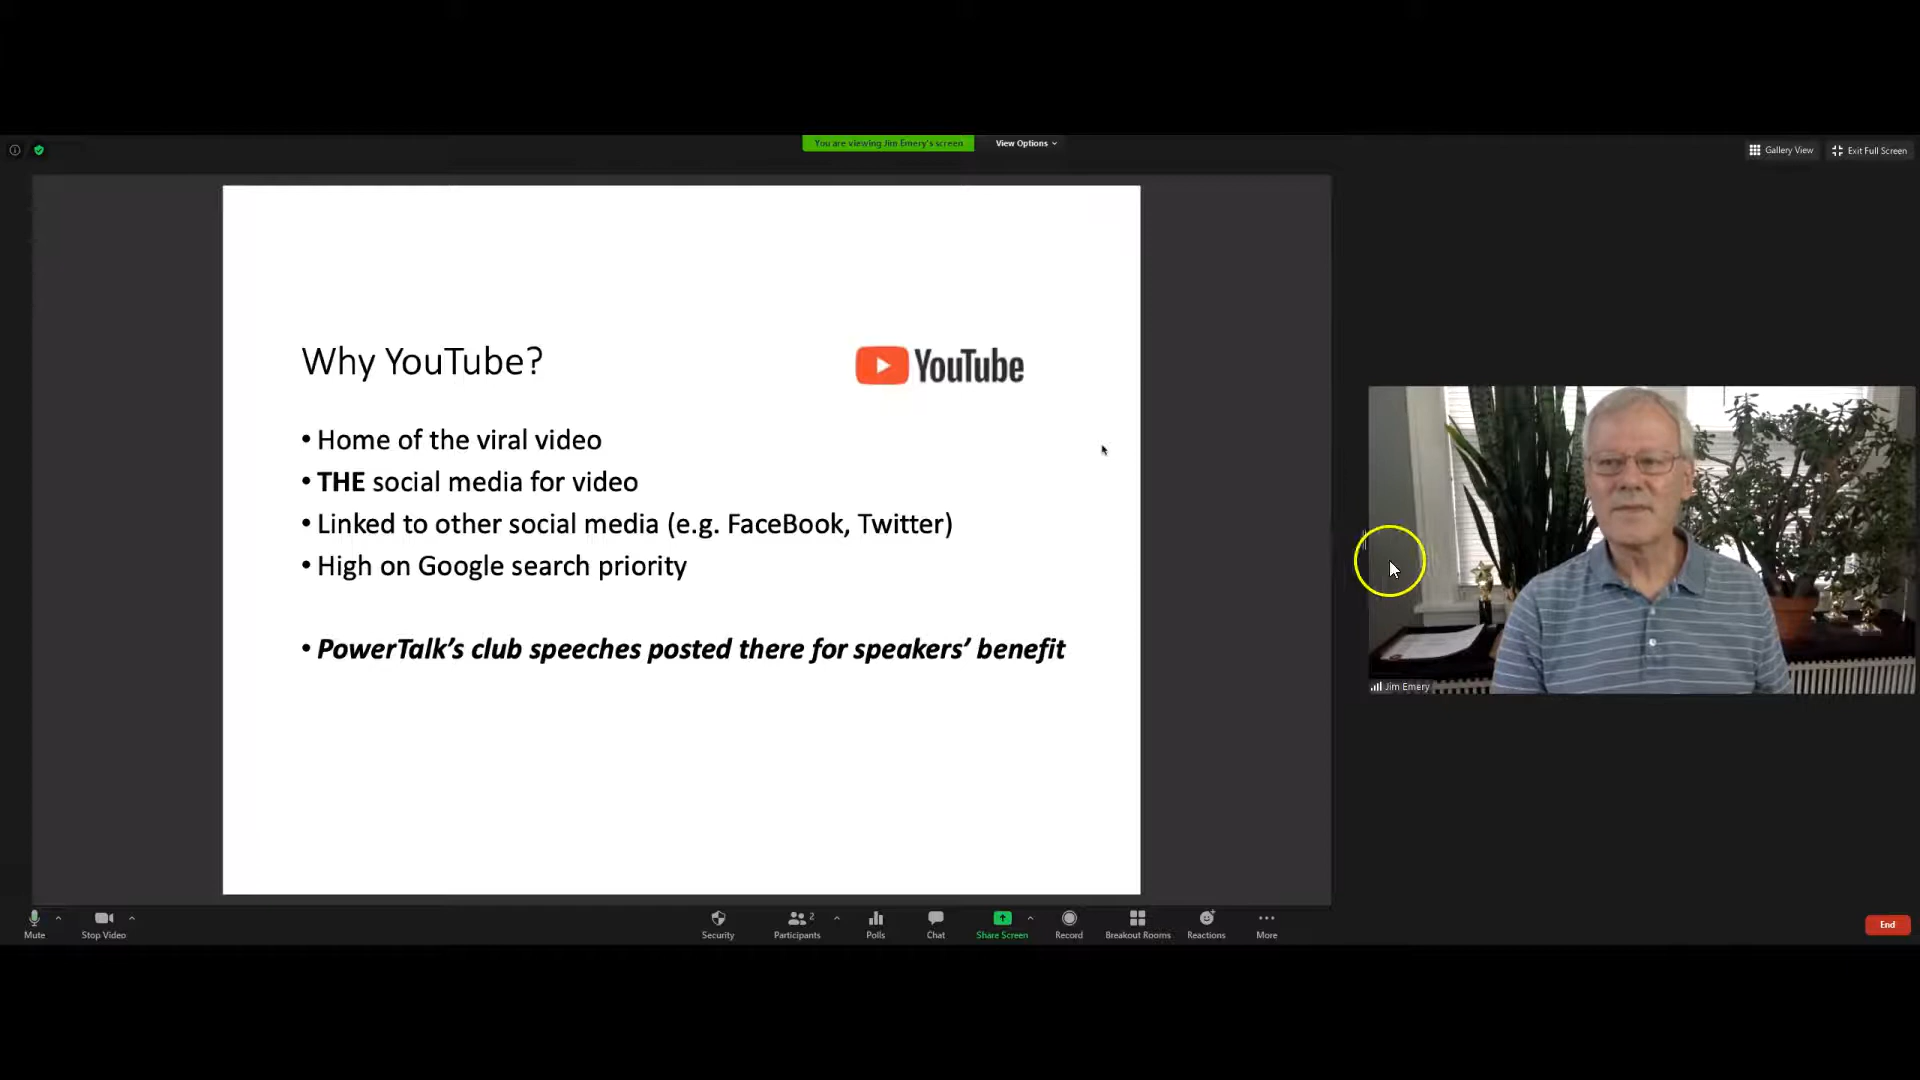 You are viewing Jim Emery's screen
View Options
Gallery View
Exit Full Screen
Why YouTube?
YouTube
• Home of the viral video
• THE social media for video
• Linked to other social media (e.g. FaceBook, Twitter)
• High on Google search priority
• PowerTalk’s club speeches posted there for speakers’ benefit
Jim Emery
Mute
Stop Video
Security
Participants 2
Polls
Chat
Share Screen
Record
Breakout Rooms
Reactions
More
End